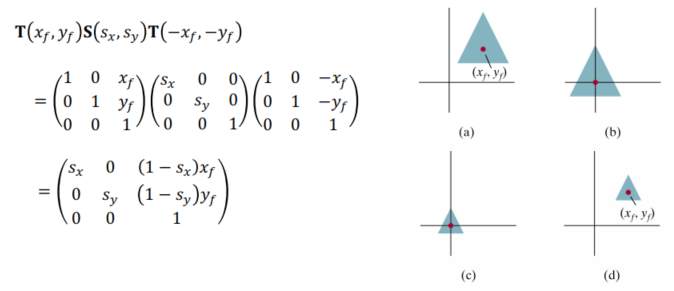 T(x_f, y_f)S(s_x, s_y)T(−x_f, −y_f)
= (1 0 x_f
0 1 y_f
0 0 1) (s_x 0 0
0 s_y 0
0 0 1) (1 0 −x_f
0 1 −y_f
0 0 1)
= (s_x 0 (1 − s_x)x_f
0 s_y (1 − s_y)y_f
0 0 1)
(x_f, y_f)
(a)
(b)
(x_f, y_f)
(c)
(d)